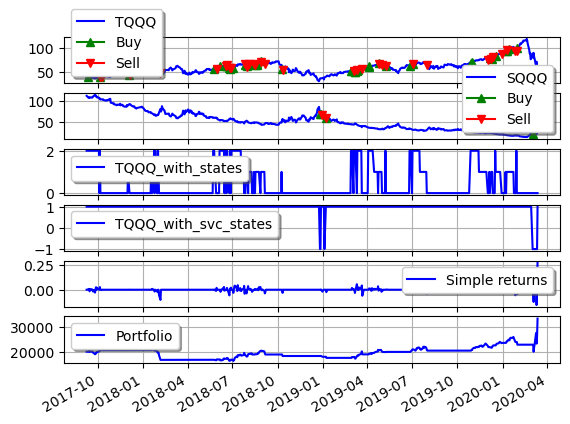 TQQQ
Buy
Sell
100
50
SQQQ
Buy
Sell
100
50
2
0
TQQQ_with_states
1
−1
TQQQ_with_svc_states
0.25
0.00
Simple returns
30000
20000
Portfolio
2017-10
2018-01
2018-04
2018-07
2018-10
2019-01
2019-04
2019-07
2019-10
2020-01
2020-04